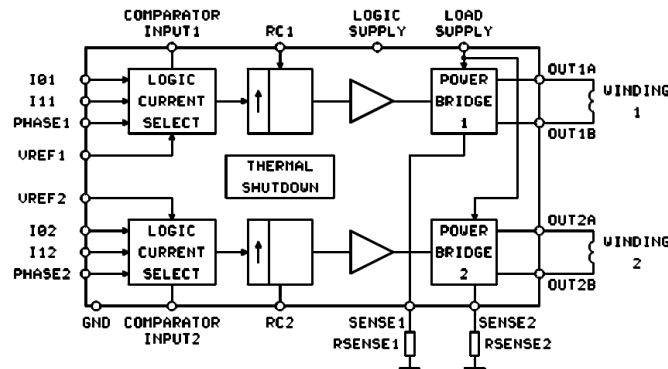 COMPARATOR INPUT1
RC1
LOGIC SUPPLY
LOAD SUPPLY
I01
I11
PHASE1
VREF1
LOGIC CURRENT SELECT
POWER BRIDGE 1
OUT1A
OUT1B
WINDING 1
THERMAL SHUTDOWN
VREF2
I02
I12
PHASE2
LOGIC CURRENT SELECT
POWER BRIDGE 2
OUT2A
OUT2B
WINDING 2
GND
COMPARATOR INPUT2
RC2
SENSE1
RSENSE1
SENSE2
RSENSE2